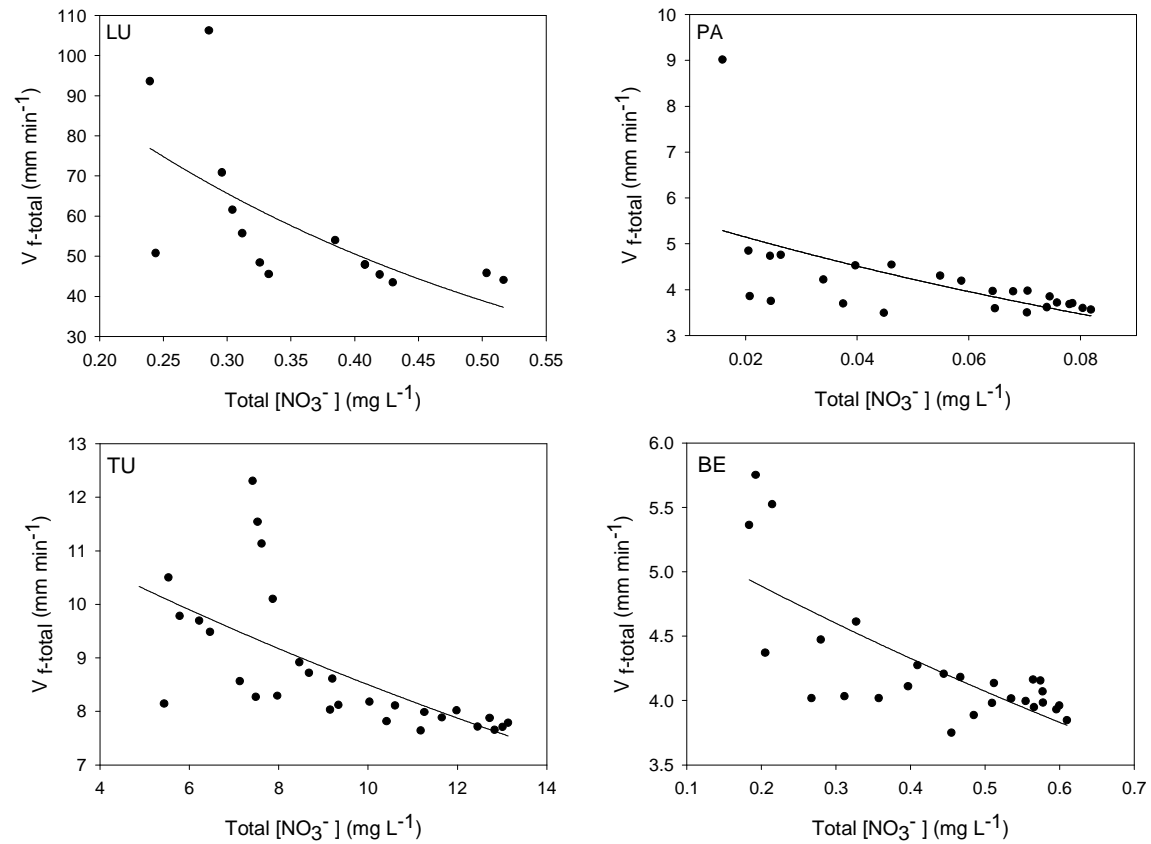 LU
110
100
90
80
70
60
50
40
30
V f-total (mm min-1)
0.20 0.25 0.30 0.35 0.40 0.45 0.50 0.55
Total [NO3- ] (mg L-1)
PA
10
9
8
7
6
5
4
3
V f-total (mm min-1)
0.02 0.04 0.06 0.08
Total [NO3- ] (mg L-1)
TU
13
12
11
10
9
8
7
V f-total (mm min-1)
4 6 8 10 12 14
Total [NO3- ] (mg L-1)
BE
6.0
5.5
5.0
4.5
4.0
3.5
V f-total (mm min-1)
0.1 0.2 0.3 0.4 0.5 0.6 0.7
Total [NO3- ] (mg L-1)